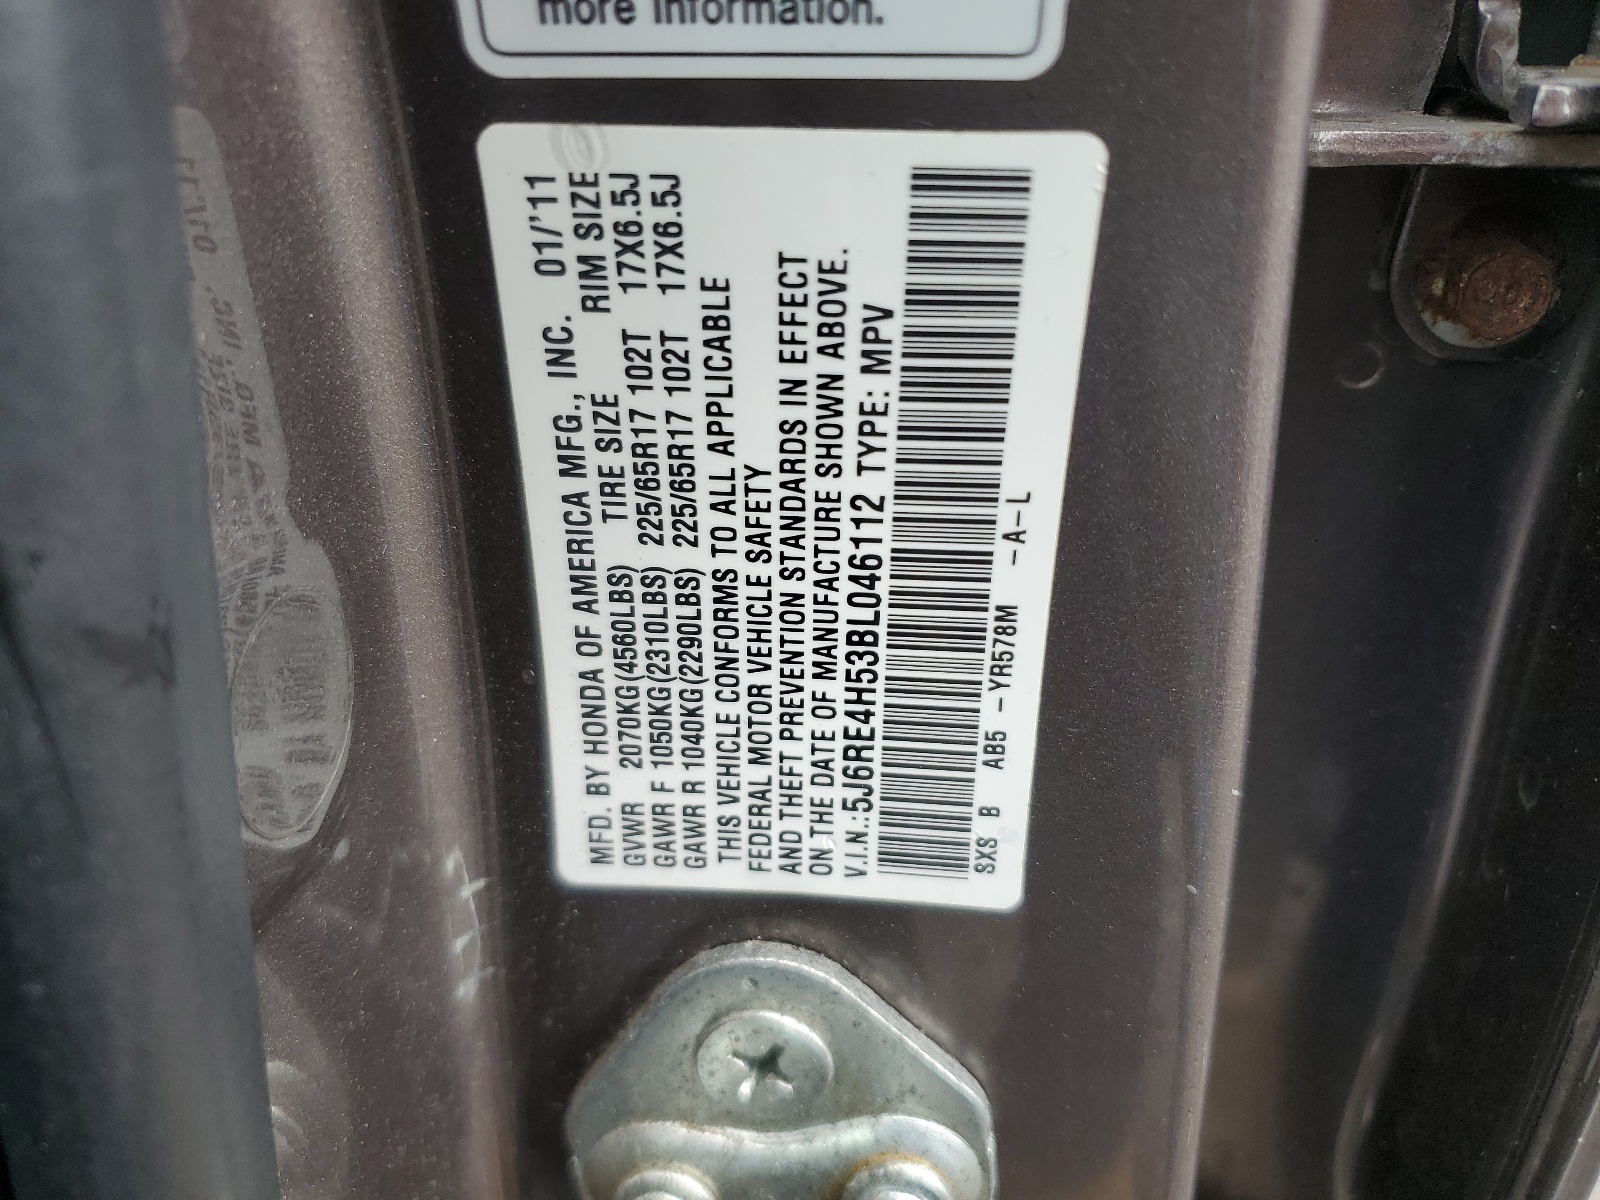 more information.
MFD. BY HONDA OF AMERICA MFG., INC. 01/'11
GVWR 2070KG(4560LBS) TIRE SIZE RIM SIZE
GAWR F 1050KG(2310LBS) 225/65R17 102T 17X6.5J
GAWR R 1040KG(2290LBS) 225/65R17 102T 17X6.5J
THIS VEHICLE CONFORMS TO ALL APPLICABLE
FEDERAL MOTOR VEHICLE SAFETY
AND THEFT PREVENTION STANDARDS IN EFFECT
ON THE DATE OF MANUFACTURE SHOWN ABOVE.
V.I.N.:5J6RE4H53BL046112 TYPE: MPV
SXS B AB5 -YR578M -A-L